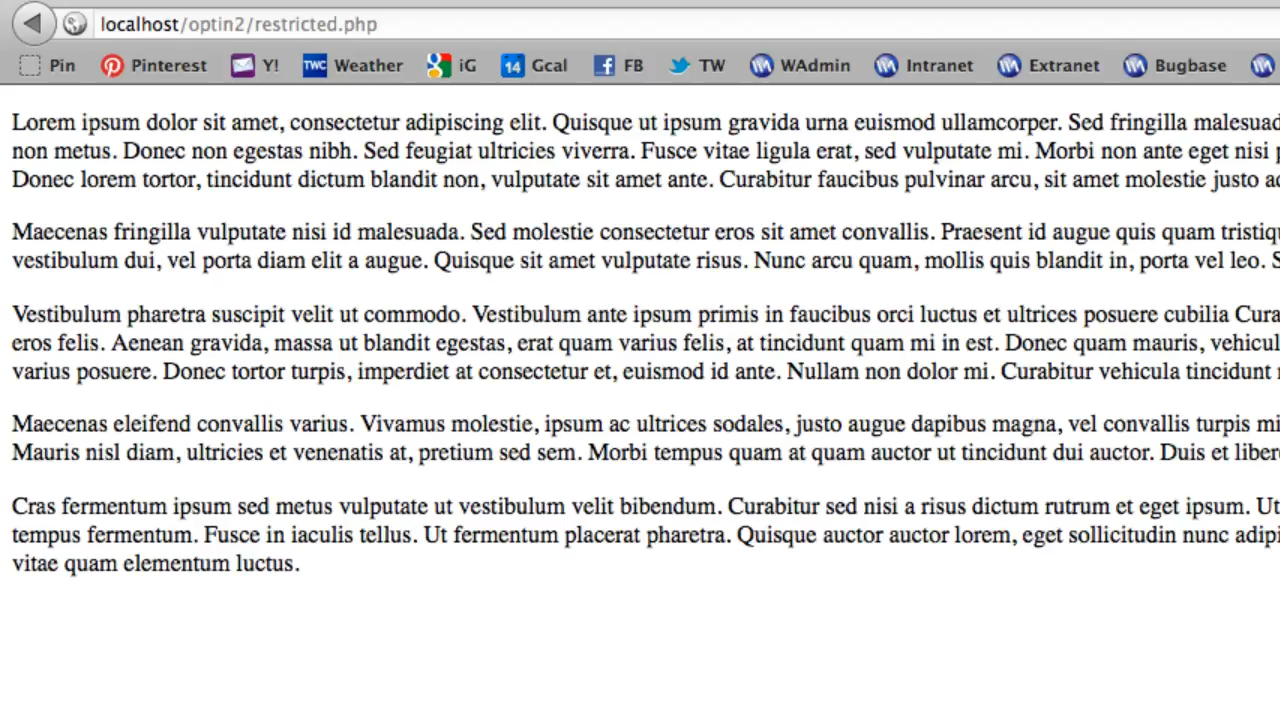 localhost/optin2/restricted.php
Pin Pinterest Y! TWC Weather iG 14 Gcal FB TW WAdmin Intranet Extranet Bugbase
Lorem ipsum dolor sit amet, consectetur adipiscing elit. Quisque ut ipsum gravida urna euismod ullamcorper. Sed fringilla malesuad
non metus. Donec non egestas nibh. Sed feugiat ultricies viverra. Fusce vitae ligula erat, sed vulputate mi. Morbi non ante eget nisi p
Donec lorem tortor, tincidunt dictum blandit non, vulputate sit amet ante. Curabitur faucibus pulvinar arcu, sit amet molestie justo ac
Maecenas fringilla vulputate nisi id malesuada. Sed molestie consectetur eros sit amet convallis. Praesent id augue quis quam tristiqu
vestibulum dui, vel porta diam elit a augue. Quisque sit amet vulputate risus. Nunc arcu quam, mollis quis blandit in, porta vel leo. S
Vestibulum pharetra suscipit velit ut commodo. Vestibulum ante ipsum primis in faucibus orci luctus et ultrices posuere cubilia Cura
eros felis. Aenean gravida, massa ut blandit egestas, erat quam varius felis, at tincidunt quam mi in est. Donec quam mauris, vehicul
varius posuere. Donec tortor turpis, imperdiet at consectetur et, euismod id ante. Nullam non dolor mi. Curabitur vehicula tincidunt
Maecenas eleifend convallis varius. Vivamus molestie, ipsum ac ultrices sodales, justo augue dapibus magna, vel convallis turpis mi
Mauris nisl diam, ultricies et venenatis at, pretium sed sem. Morbi tempus quam at quam auctor ut tincidunt dui auctor. Duis et liber
Cras fermentum ipsum sed metus vulputate ut vestibulum velit bibendum. Curabitur sed nisi a risus dictum rutrum et eget ipsum. Ut
tempus fermentum. Fusce in iaculis tellus. Ut fermentum placerat pharetra. Quisque auctor auctor lorem, eget sollicitudin nunc adipi
vitae quam elementum luctus.